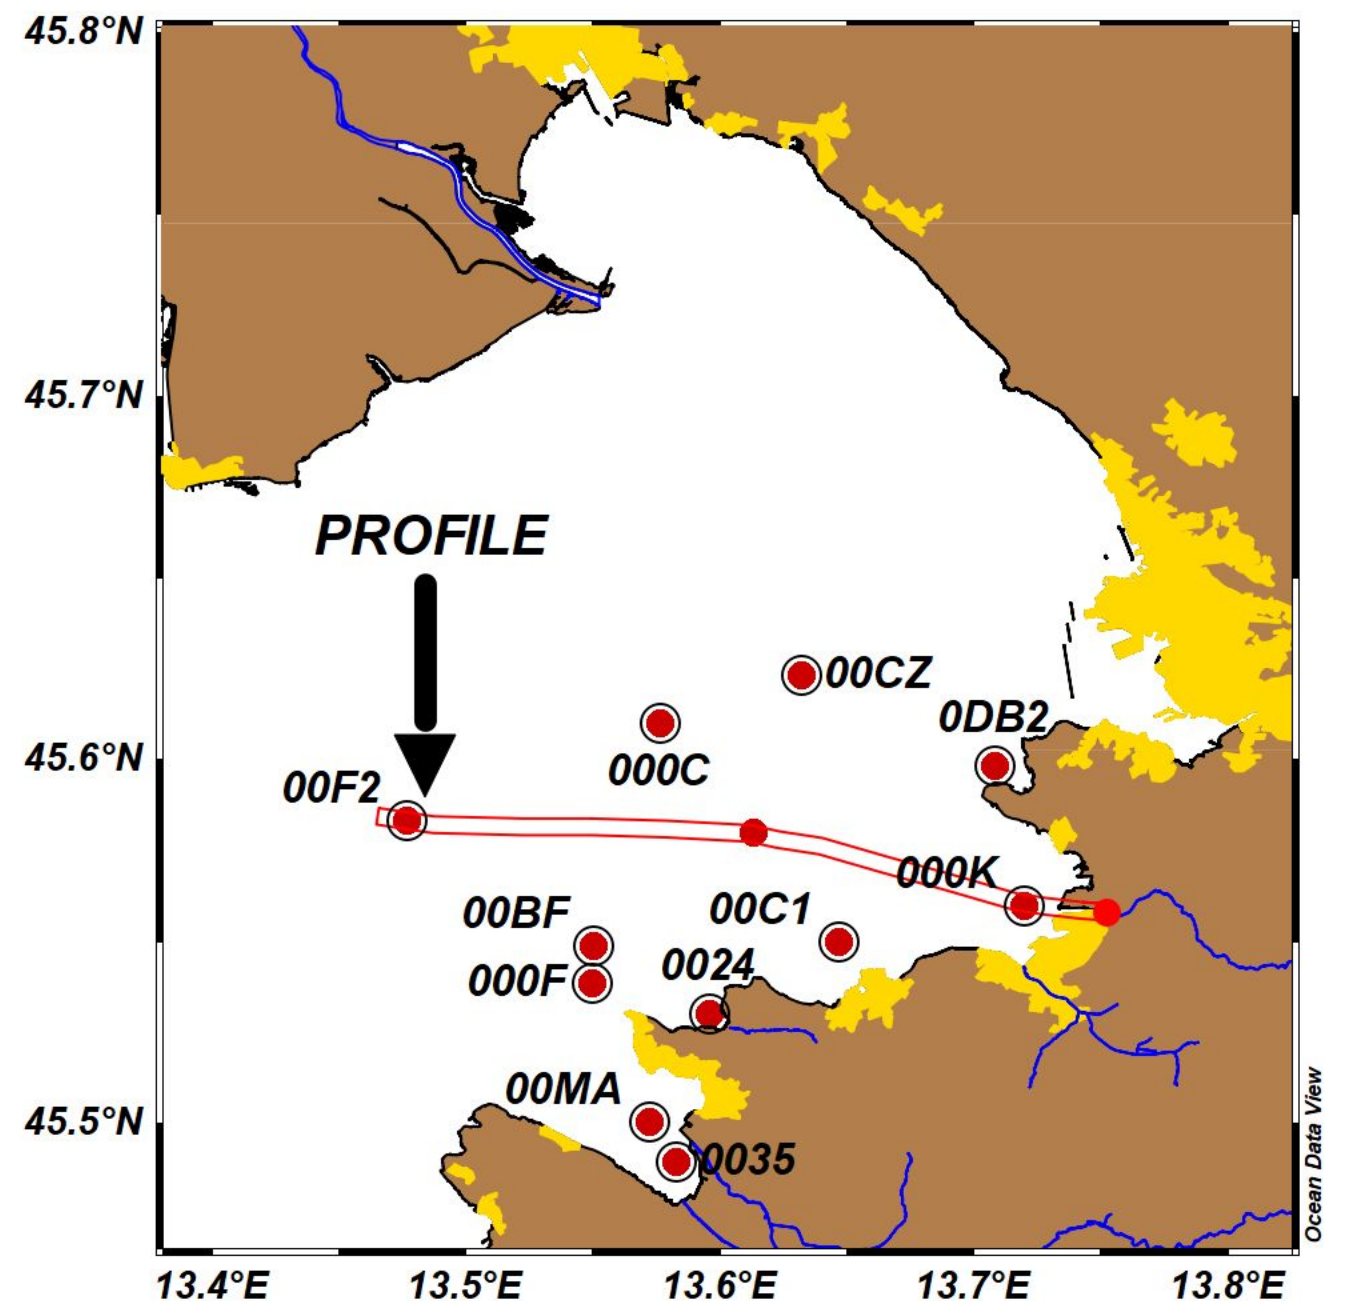 45.8°N
45.7°N
PROFILE
00CZ
0DB2
000C
45.6°N
00F2
000K
00BF
00C1
0024
000F
00MA
45.5°N
0035
Ocean Data View
13.4°E
13.5°E
13.6°E
13.7°E
13.8°E